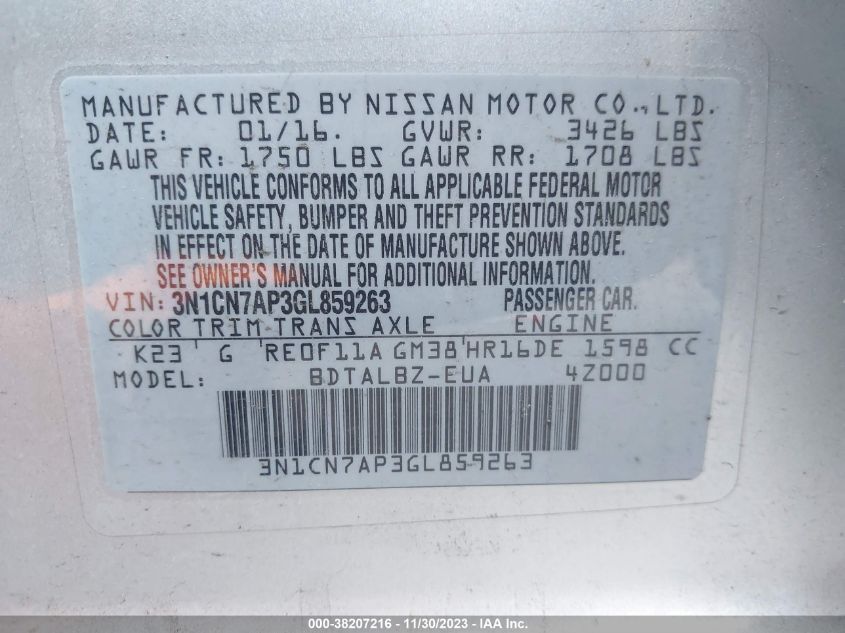 MANUFACTURED BY NISSAN MOTOR CO.,LTD.
DATE: 01/16. GVWR: 3426 LBS
GAWR FR: 1750 LBS GAWR RR: 1708 LBS
THIS VEHICLE CONFORMS TO ALL APPLICABLE FEDERAL MOTOR
VEHICLE SAFETY, BUMPER AND THEFT PREVENTION STANDARDS
IN EFFECT ON THE DATE OF MANUFACTURE SHOWN ABOVE.
SEE OWNER'S MANUAL FOR ADDITIONAL INFORMATION.
VIN: 3N1CN7AP3GL859263 PASSENGER CAR.
COLOR TRIM TRANS AXLE ENGINE
K23 ' G 'RE0F11A GM38'HR16DE 1598 CC
MODEL: BDTALBZ-EUA 4Z000
3N1CN7AP3GL859263
000-38207216 - 11/30/2023 - IAAI.com